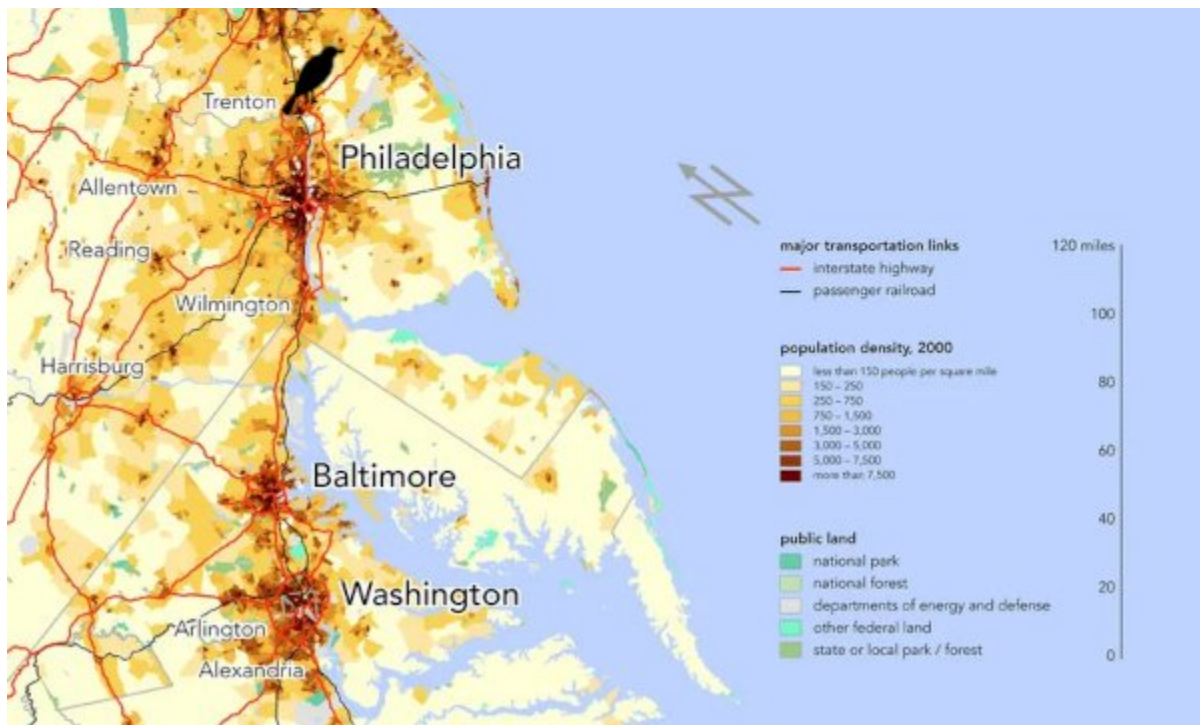 Trenton
Philadelphia
Allentown
Reading
Wilmington
Harrisburg
Baltimore
Washington
Arlington
Alexandria
major transportation links
interstate highway
passenger railroad
population density, 2000
less than 150 people per square mile
150 – 250
250 – 750
750 – 1,500
1,500 – 3,000
3,000 – 5,000
5,000 – 7,500
more than 7,500
public land
national park
national forest
departments of energy and defense
other federal land
state or local park / forest
120 miles
100
80
60
40
20
0